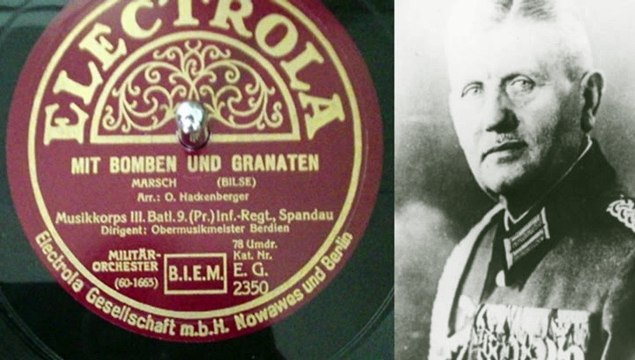 ELECTROLA
MIT BOMBEN UND GRANATEN
MARSCH (BILSE)
Arr.: O. Hackenberger
Musikkorps III. Batl. 9. (Pr.) Inf.-Regt., Spandau
Dirigent: Obermusikmeister Berdien
MILITÄR-
ORCHESTER
(60-1665)
B.I.E.M.
78 Umdr.
Kat. Nr.
E. G.
2350
Electrola Gesellschaft m.b.H. Nowawes und Berlin